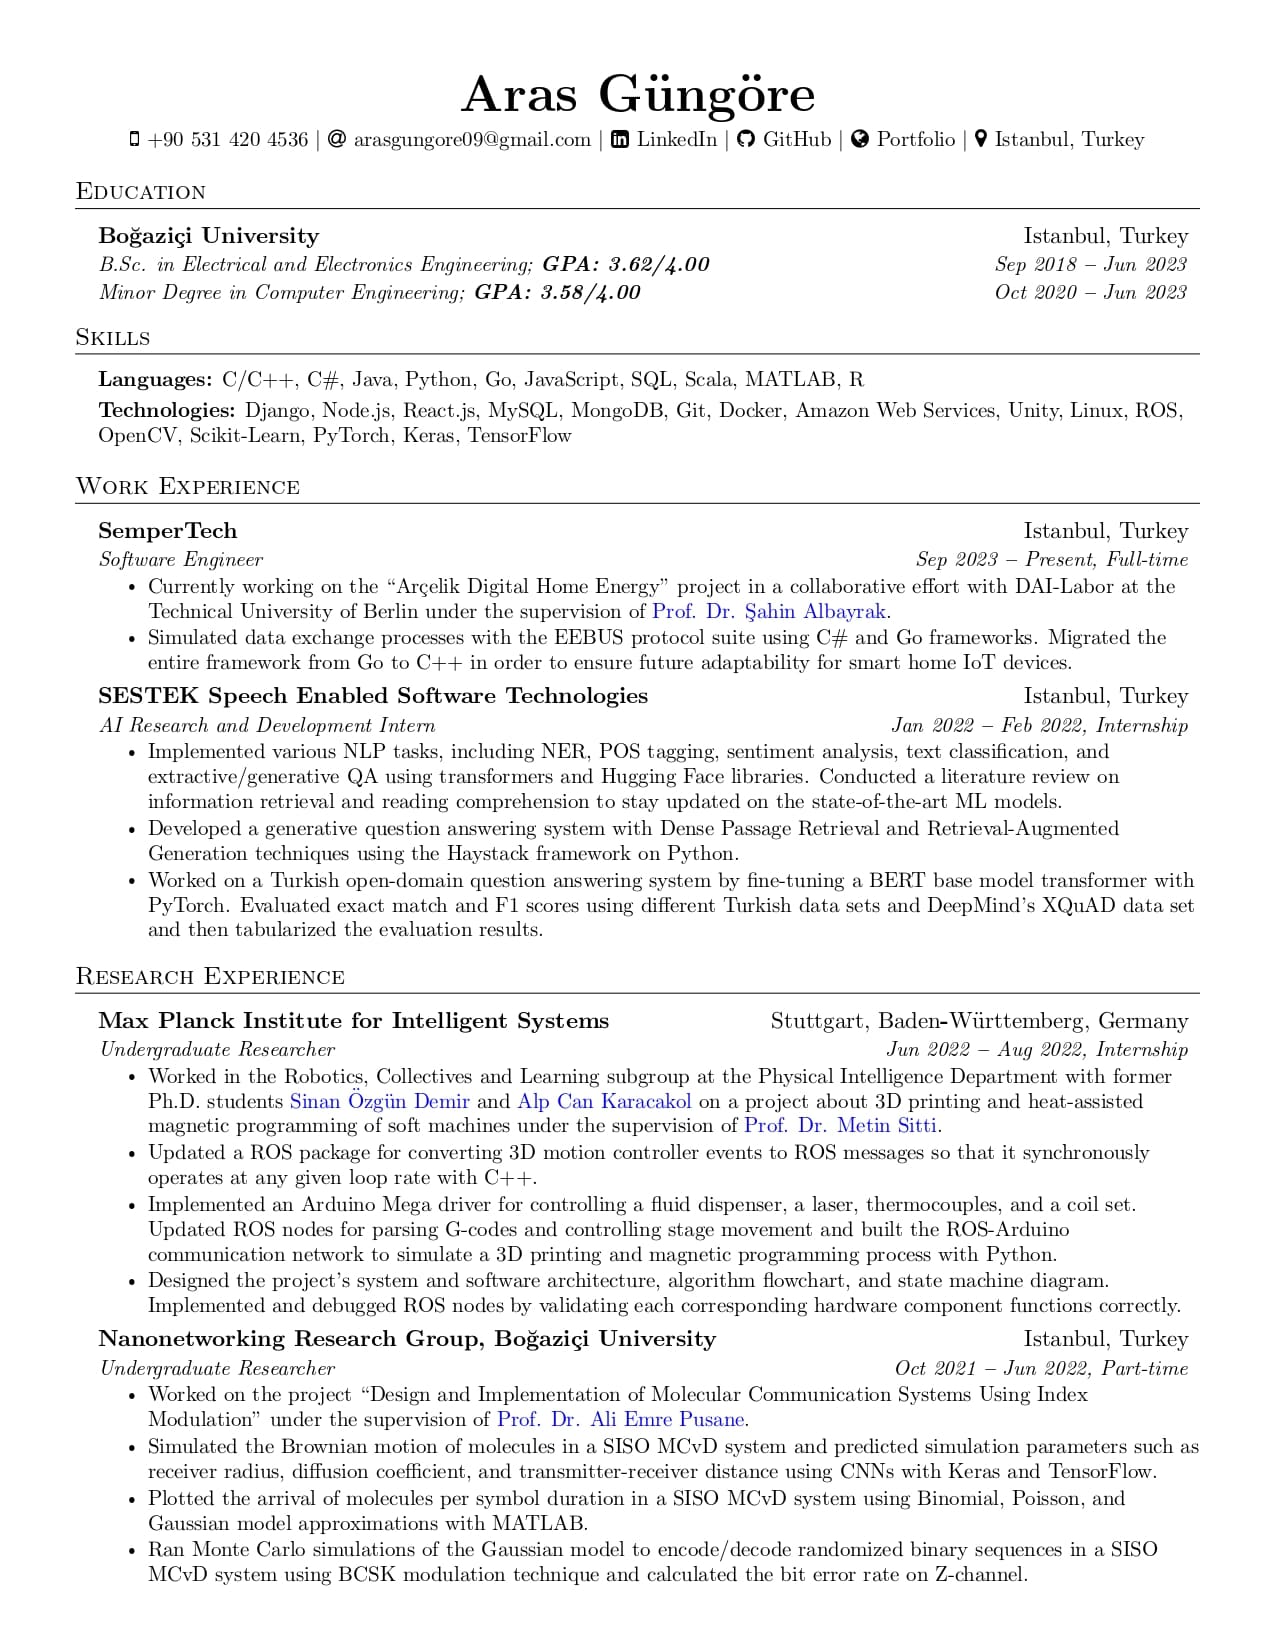 Aras Güngöre
+90 531 420 4536 | arasgungore09@gmail.com | LinkedIn | GitHub | Portfolio | Istanbul, Turkey
Education
Boğaziçi University Istanbul, Turkey
B.Sc. in Electrical and Electronics Engineering; GPA: 3.62/4.00 Sep 2018 – Jun 2023
Minor Degree in Computer Engineering; GPA: 3.58/4.00 Oct 2020 – Jun 2023
Skills
Languages: C/C++, C#, Java, Python, Go, JavaScript, SQL, Scala, MATLAB, R
Technologies: Django, Node.js, React.js, MySQL, MongoDB, Git, Docker, Amazon Web Services, Unity, Linux, ROS,
OpenCV, Scikit-Learn, PyTorch, Keras, TensorFlow
Work Experience
SemperTech Istanbul, Turkey
Software Engineer Sep 2023 – Present, Full-time
• Currently working on the “Arçelik Digital Home Energy” project in a collaborative effort with DAI-Labor at the
Technical University of Berlin under the supervision of Prof. Dr. Şahin Albayrak.
• Simulated data exchange processes with the EEBUS protocol suite using C# and Go frameworks. Migrated the
entire framework from Go to C++ in order to ensure future adaptability for smart home IoT devices.
SESTEK Speech Enabled Software Technologies Istanbul, Turkey
AI Research and Development Intern Jan 2022 – Feb 2022, Internship
• Implemented various NLP tasks, including NER, POS tagging, sentiment analysis, text classification, and
extractive/generative QA using transformers and Hugging Face libraries. Conducted a literature review on
information retrieval and reading comprehension to stay updated on the state-of-the-art ML models.
• Developed a generative question answering system with Dense Passage Retrieval and Retrieval-Augmented
Generation techniques using the Haystack framework on Python.
• Worked on a Turkish open-domain question answering system by fine-tuning a BERT base model transformer with
PyTorch. Evaluated exact match and F1 scores using different Turkish data sets and DeepMind’s XQuAD data set
and then tabularized the evaluation results.
Research Experience
Max Planck Institute for Intelligent Systems Stuttgart, Baden-Württemberg, Germany
Undergraduate Researcher Jun 2022 – Aug 2022, Internship
• Worked in the Robotics, Collectives and Learning subgroup at the Physical Intelligence Department with former
Ph.D. students Sinan Özgün Demir and Alp Can Karacakol on a project about 3D printing and heat-assisted
magnetic programming of soft machines under the supervision of Prof. Dr. Metin Sitti.
• Updated a ROS package for converting 3D motion controller events to ROS messages so that it synchronously
operates at any given loop rate with C++.
• Implemented an Arduino Mega driver for controlling a fluid dispenser, a laser, thermocouples, and a coil set.
Updated ROS nodes for parsing G-codes and controlling stage movement and built the ROS-Arduino
communication network to simulate a 3D printing and magnetic programming process with Python.
• Designed the project’s system and software architecture, algorithm flowchart, and state machine diagram.
Implemented and debugged ROS nodes by validating each corresponding hardware component functions correctly.
Nanonetworking Research Group, Boğaziçi University Istanbul, Turkey
Undergraduate Researcher Oct 2021 – Jun 2022, Part-time
• Worked on the project “Design and Implementation of Molecular Communication Systems Using Index
Modulation” under the supervision of Prof. Dr. Ali Emre Pusane.
• Simulated the Brownian motion of molecules in a SISO MCvD system and predicted simulation parameters such as
receiver radius, diffusion coefficient, and transmitter-receiver distance using CNNs with Keras and TensorFlow.
• Plotted the arrival of molecules per symbol duration in a SISO MCvD system using Binomial, Poisson, and
Gaussian model approximations with MATLAB.
• Ran Monte Carlo simulations of the Gaussian model to encode/decode randomized binary sequences in a SISO
MCvD system using BCSK modulation technique and calculated the bit error rate on Z-channel.